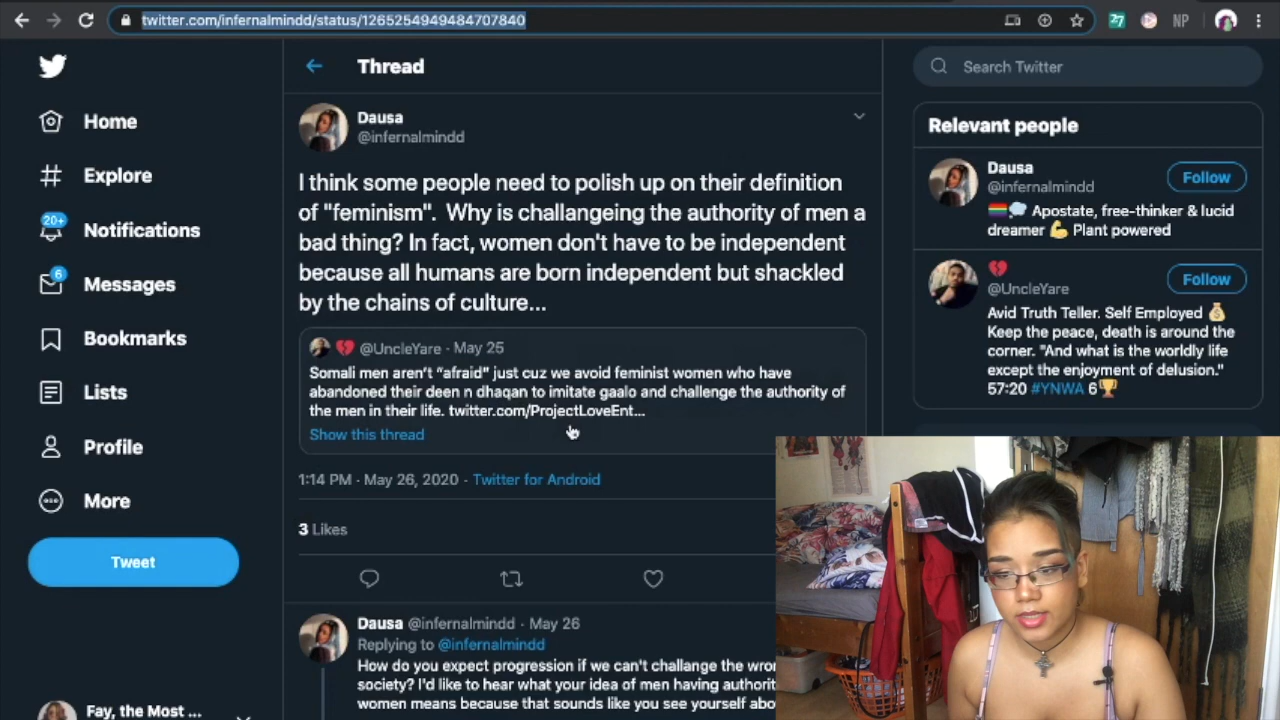 twitter.com/infernalmindd/status/1265254949484707840
27
NP
Thread
Search Twitter
Home
Explore
20+
Notifications
6
Messages
Bookmarks
Lists
Profile
More
Tweet
Fay, the Most ...
Dausa
@infernalmindd
I think some people need to polish up on their definition
of "feminism".  Why is challangeing the authority of men a
bad thing? In fact, women don't have to be independent
because all humans are born independent but shackled
by the chains of culture...
@UncleYare · May 25
Somali men aren't “afraid” just cuz we avoid feminist women who have
abandoned their deen n dhaqan to imitate gaalo and challenge the authority of
the men in their life. twitter.com/ProjectLoveEnt...
Show this thread
1:14 PM · May 26, 2020 · Twitter for Android
3 Likes
Dausa @infernalmindd · May 26
Replying to @infernalmindd
How do you expect progression if we can't challange the
society? I'd like to hear what your idea of men having
women means because that sounds like you see yourself
Relevant people
Dausa
@infernalmindd
Follow
Apostate, free-thinker & lucid
dreamer 💪 Plant powered
💔
@UncleYare
Follow
Avid Truth Teller. Self Employed 💰
Keep the peace, death is around the
corner. "And what is the worldly life
except the enjoyment of delusion."
57:20 #YNWA 6🏆